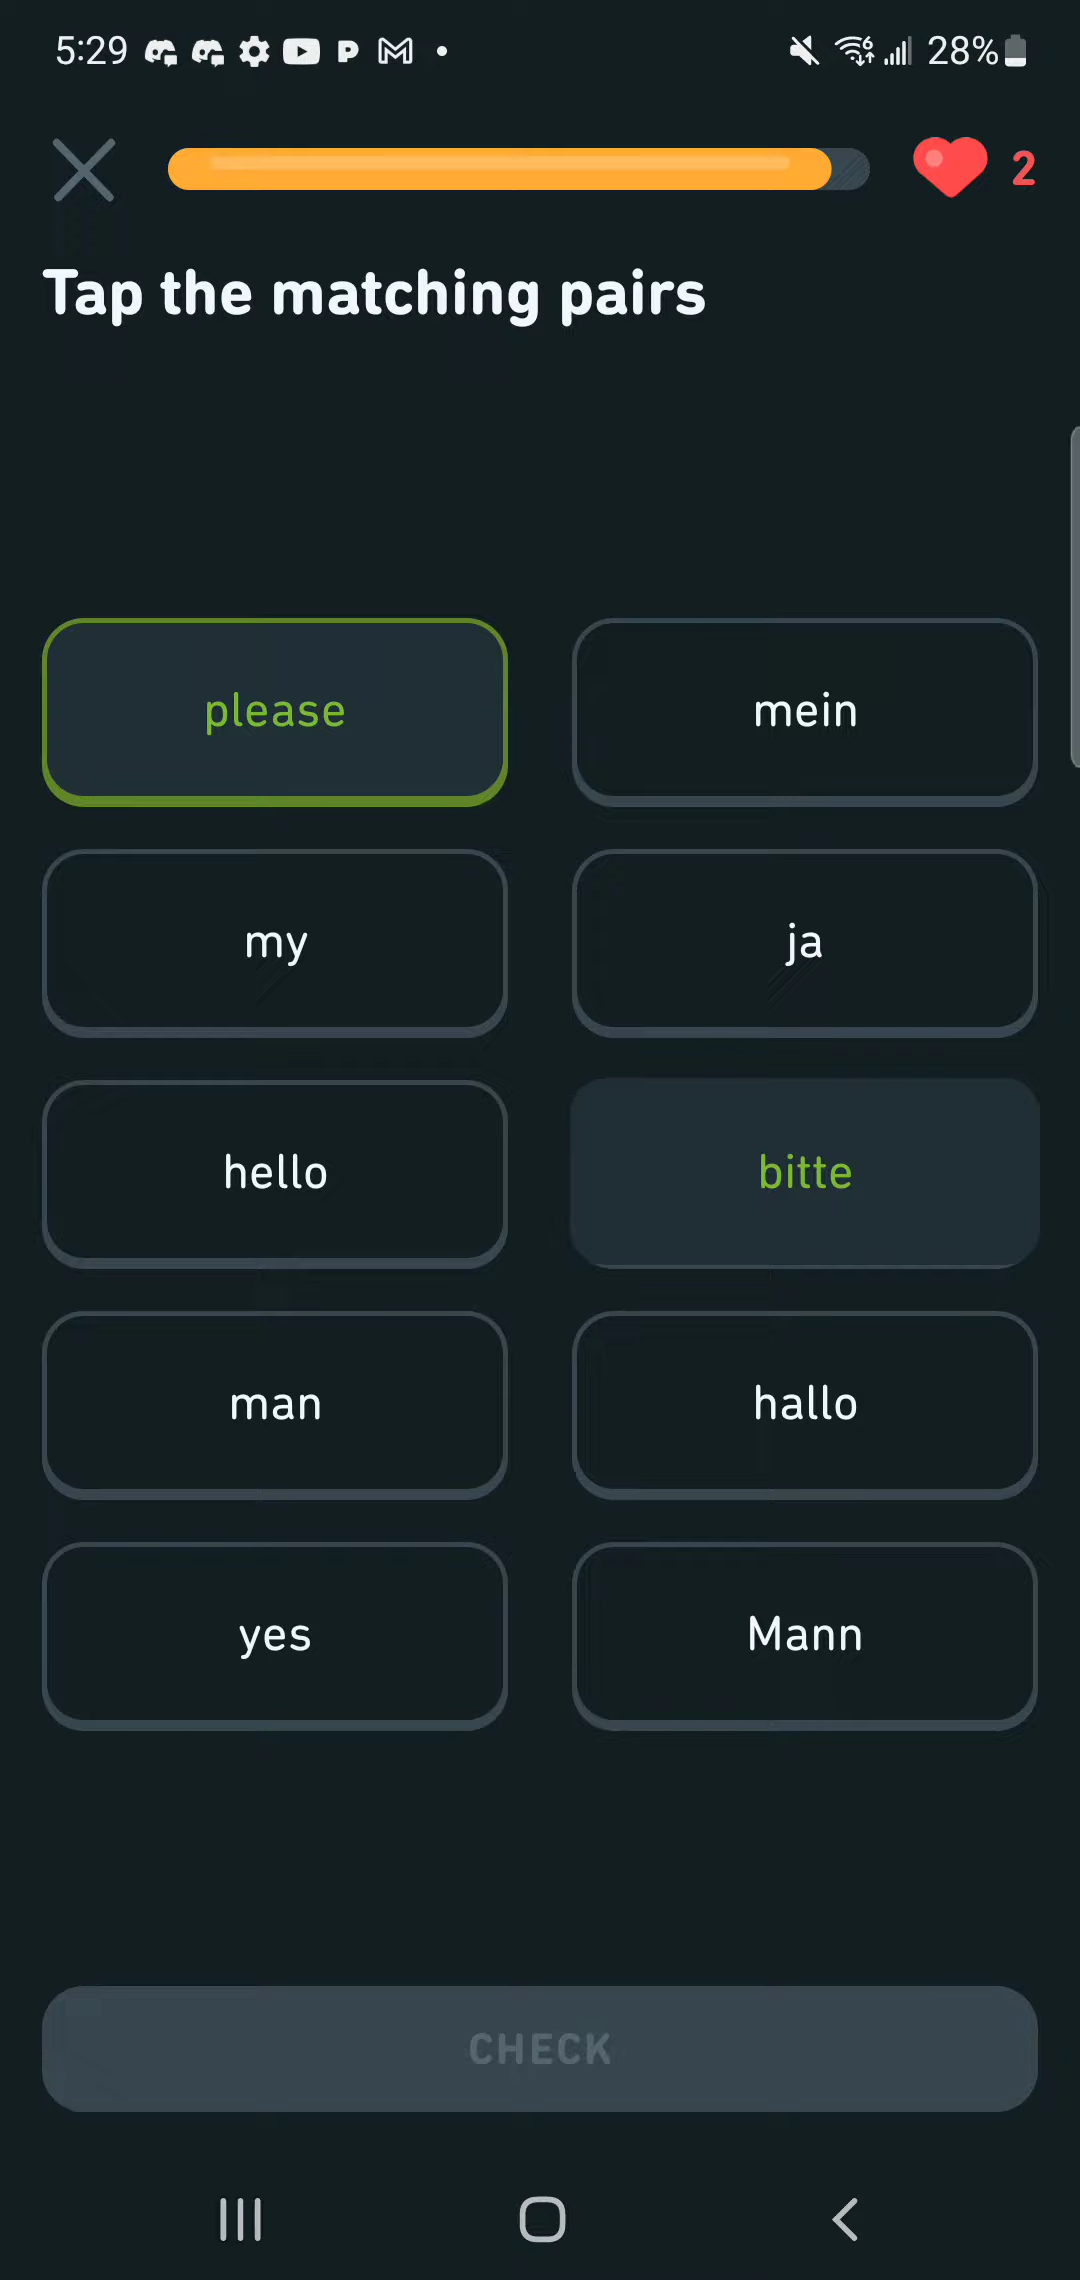 5:29 28%
2
Tap the matching pairs
please mein
my ja
hello bitte
man hallo
yes Mann
CHECK